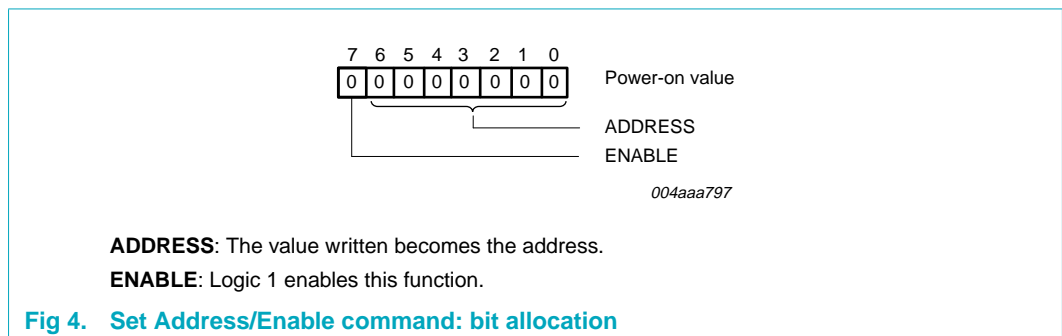 7 6 5 4 3 2 1 0
0 0 0 0 0 0 0 0 Power-on value
ADDRESS
ENABLE
004aaa797
ADDRESS: The value written becomes the address.
ENABLE: Logic 1 enables this function.
Fig 4. Set Address/Enable command: bit allocation